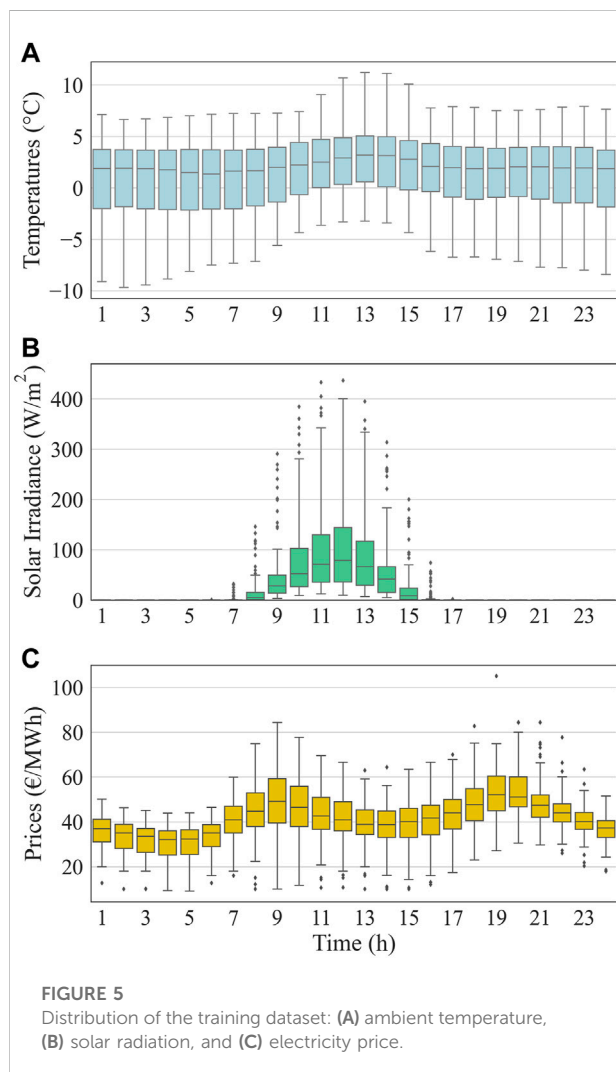 A
Temperatures (°C)
10
5
0
−5
−10
1 3 5 7 9 11 13 15 17 19 21 23
B
Solar Irradiance (W/m²)
400
300
200
100
0
1 3 5 7 9 11 13 15 17 19 21 23
C
Prices (€/MWh)
100
80
60
40
20
1 3 5 7 9 11 13 15 17 19 21 23
Time (h)
FIGURE 5
Distribution of the training dataset: (A) ambient temperature,
(B) solar radiation, and (C) electricity price.